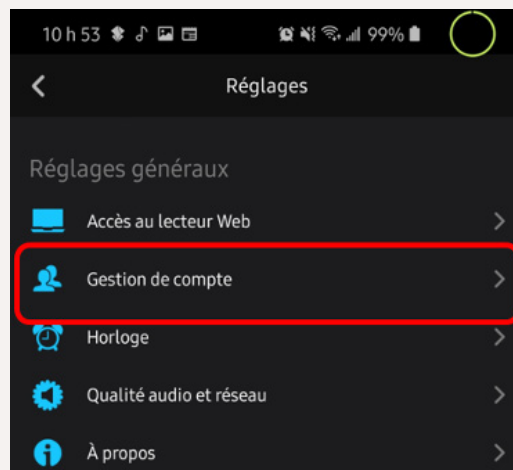 10 h 53 99%
Réglages
Réglages généraux
Accès au lecteur Web
Gestion de compte
Horloge
Qualité audio et réseau
À propos